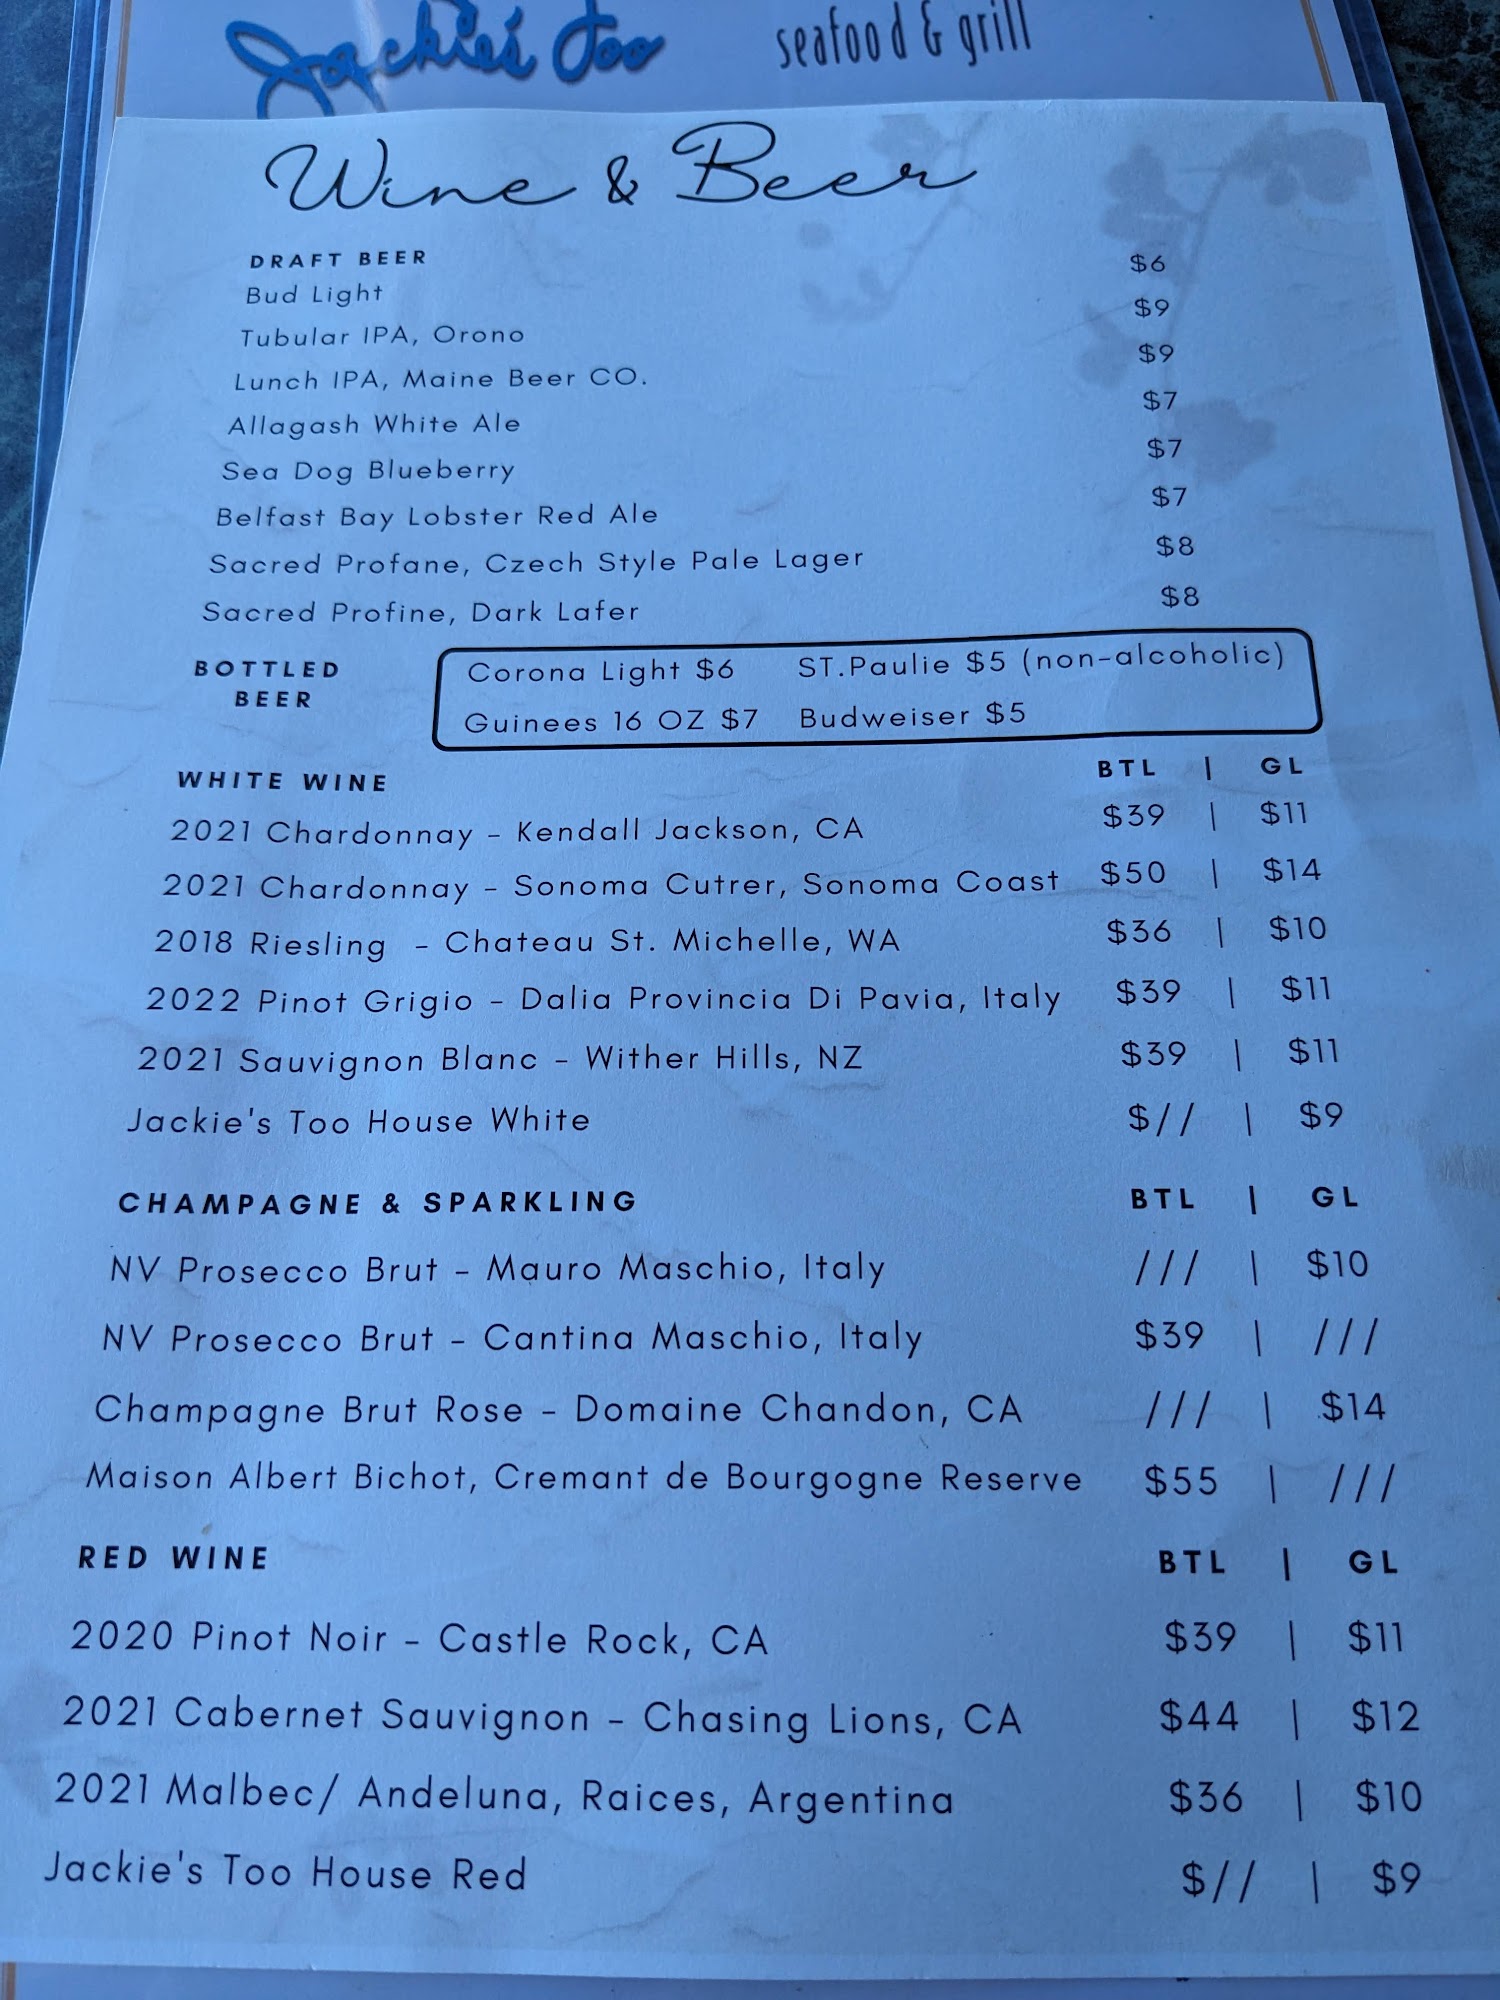 Jackie's Too seafood & grill
Wine & Beer
DRAFT BEER
Bud Light $6
Tubular IPA, Orono $9
Lunch IPA, Maine Beer CO. $9
Allagash White Ale $7
Sea Dog Blueberry $7
Belfast Bay Lobster Red Ale $7
Sacred Profane, Czech Style Pale Lager $8
Sacred Profine, Dark Lafer $8
BOTTLED
BEER
Corona Light $6 ST.Paulie $5 (non-alcoholic)
Guinees 16 OZ $7 Budweiser $5
WHITE WINE BTL | GL
2021 Chardonnay - Kendall Jackson, CA $39 | $11
2021 Chardonnay - Sonoma Cutrer, Sonoma Coast $50 | $14
2018 Riesling - Chateau St. Michelle, WA $36 | $10
2022 Pinot Grigio - Dalia Provincia Di Pavia, Italy $39 | $11
2021 Sauvignon Blanc - Wither Hills, NZ $39 | $11
Jackie's Too House White $// | $9
CHAMPAGNE & SPARKLING BTL | GL
NV Prosecco Brut - Mauro Maschio, Italy /// | $10
NV Prosecco Brut - Cantina Maschio, Italy $39 | ///
Champagne Brut Rose - Domaine Chandon, CA /// | $14
Maison Albert Bichot, Cremant de Bourgogne Reserve $55 | ///
RED WINE BTL | GL
2020 Pinot Noir - Castle Rock, CA $39 | $11
2021 Cabernet Sauvignon - Chasing Lions, CA $44 | $12
2021 Malbec/ Andeluna, Raices, Argentina $36 | $10
Jackie's Too House Red $// | $9